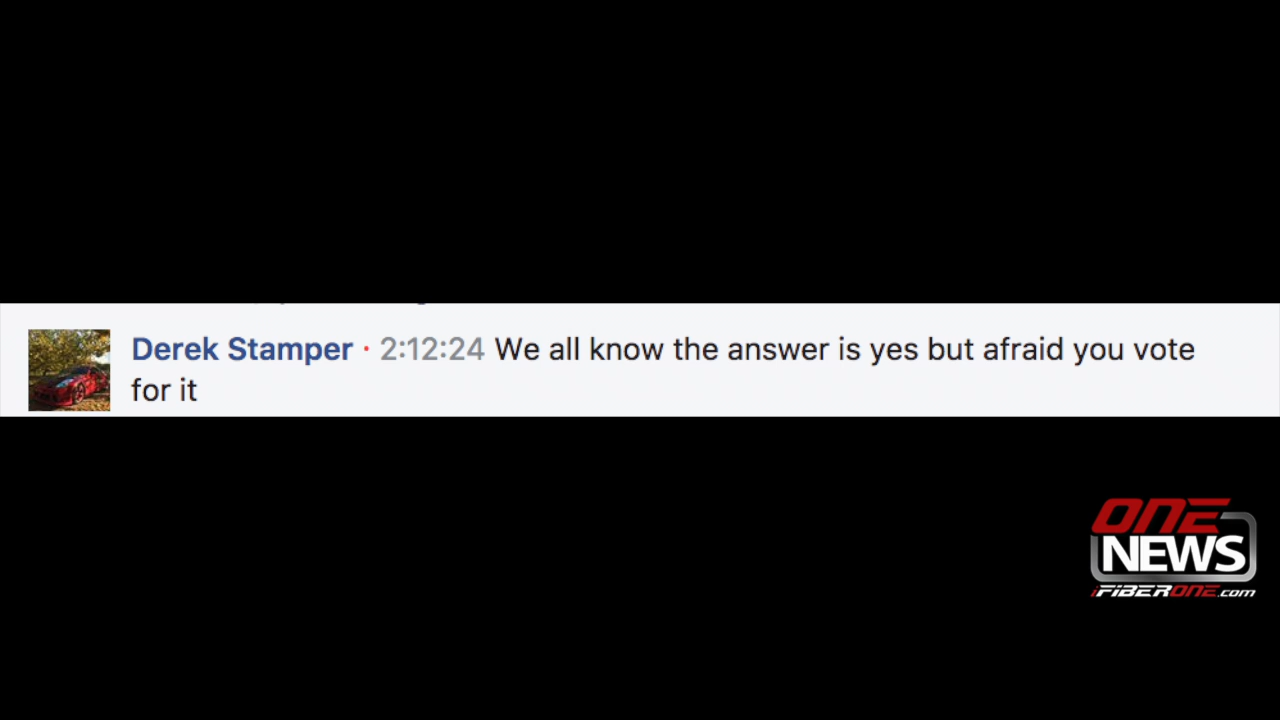 Derek Stamper · 2:12:24 We all know the answer is yes but afraid you vote
for it
ONE
NEWS
iFIBERONE.com